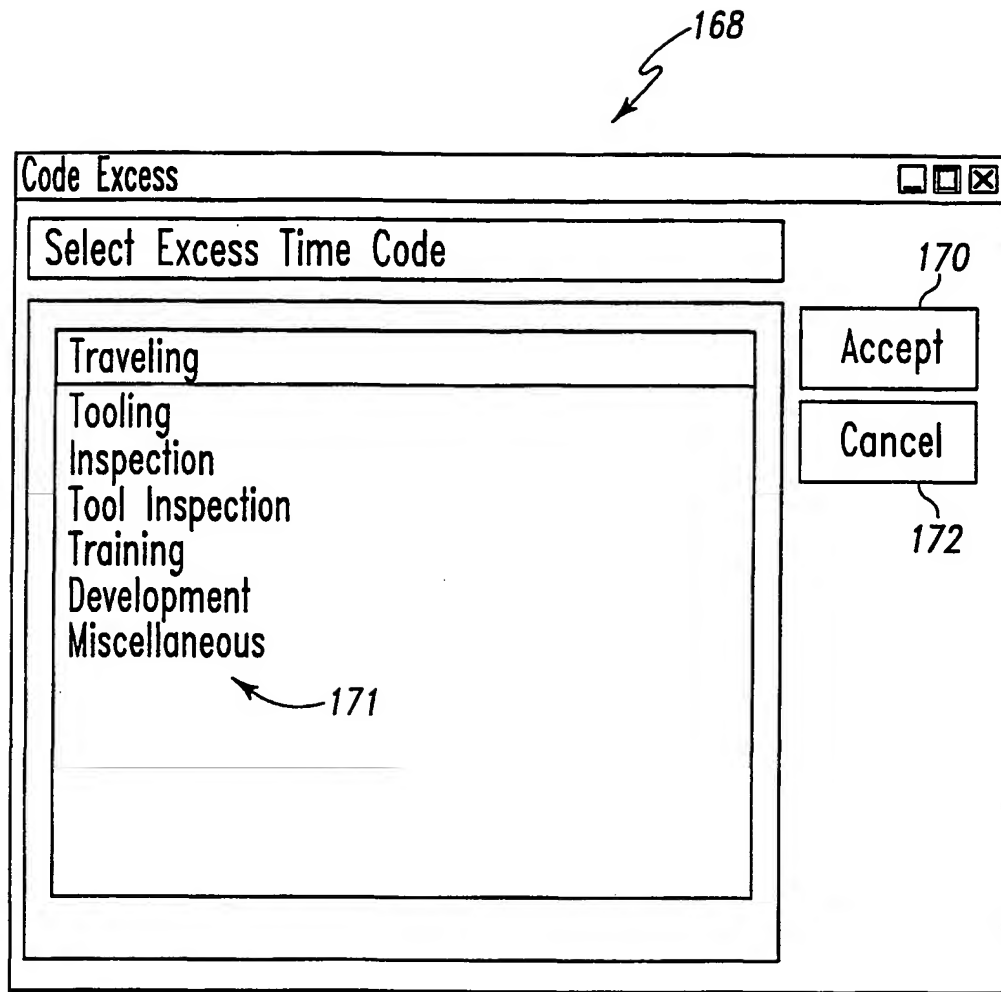 168
Code Excess
Select Excess Time Code
170
Accept
Cancel
172
Traveling
Tooling
Inspection
Tool Inspection
Training
Development
Miscellaneous
171